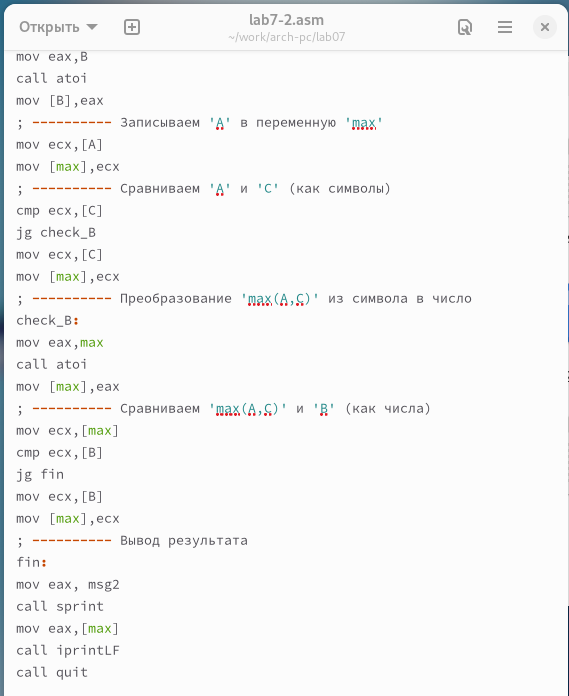 Открыть
lab7-2.asm
~/work/arch-pc/lab07
mov eax,B
call atoi
mov [B],eax
; ---------- Записываем 'A' в переменную 'max'
mov ecx,[A]
mov [max],ecx
; ---------- Сравниваем 'A' и 'C' (как символы)
cmp ecx,[C]
jg check_B
mov ecx,[C]
mov [max],ecx
; ---------- Преобразование 'max(A,C)' из символа в число
check_B:
mov eax,max
call atoi
mov [max],eax
; ---------- Сравниваем 'max(A,C)' и 'B' (как числа)
mov ecx,[max]
cmp ecx,[B]
jg fin
mov ecx,[B]
mov [max],ecx
; ---------- Вывод результата
fin:
mov eax, msg2
call sprint
mov eax,[max]
call iprintLF
call quit